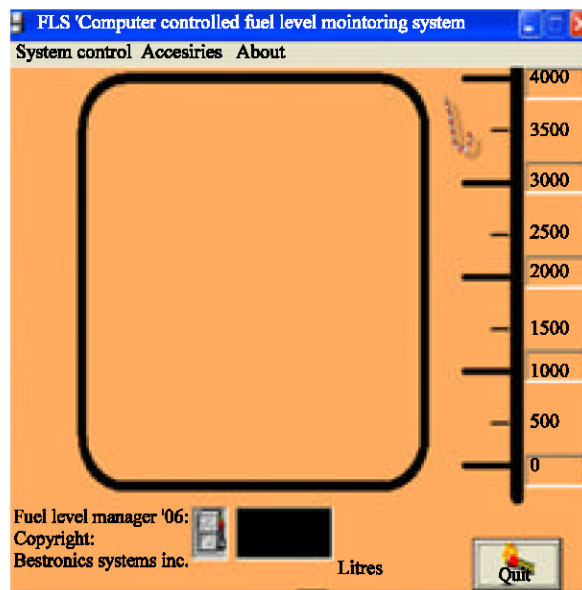 FLS 'Computer controlled fuel level mointoring system
System control Accesiries About
4000
3500
3000
2500
2000
1500
1000
500
0
Fuel level manager '06:
Copyright:
Bestronics systems inc.
Litres
Quit